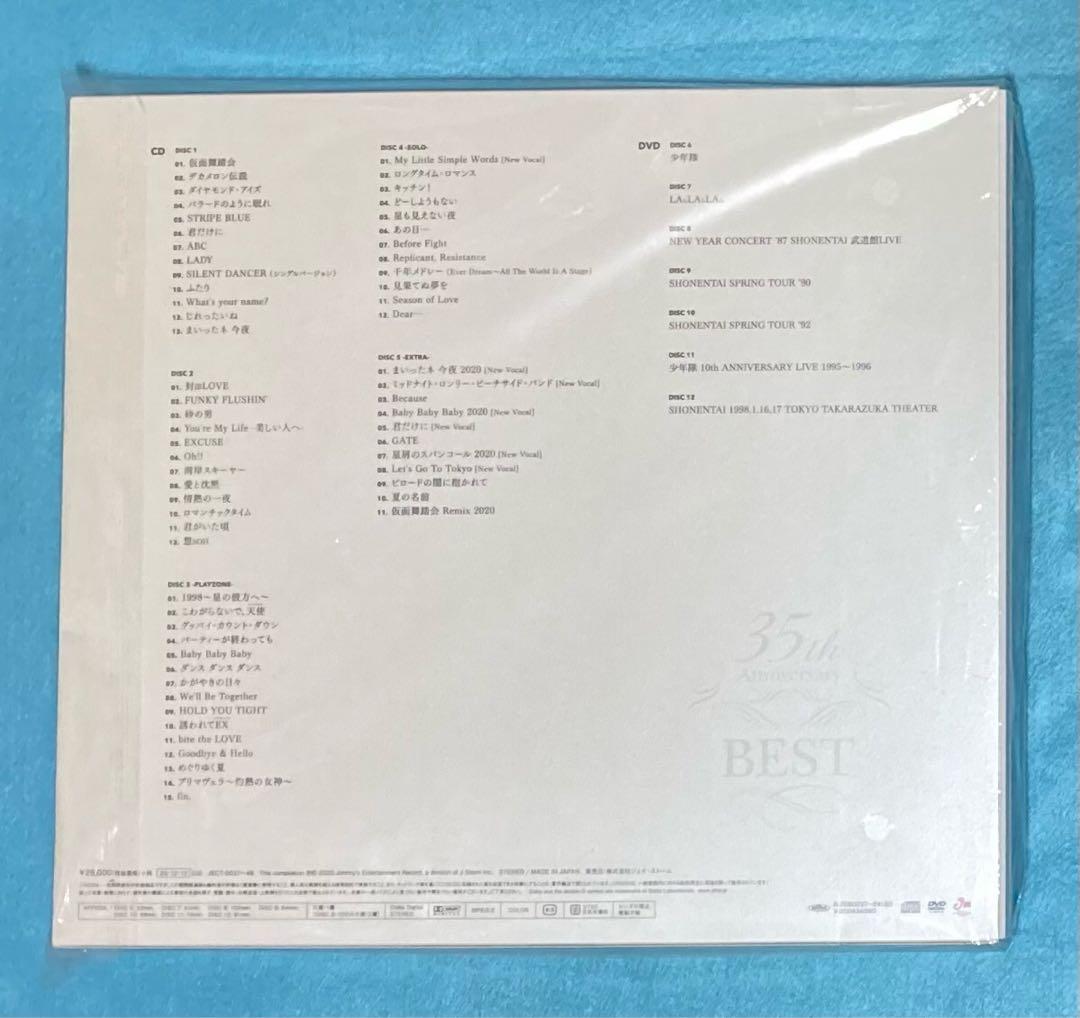 CD
DISC 1
01. 仮面舞踏会
02. デカメロン伝説
03. ダイヤモンド・アイズ
04. バラードのように眠れ
05. STRIPE BLUE
06. 君だけに
07. ABC
08. LADY
09. SILENT DANCER (シングルバージョン)
10. ふたり
11. What's your name?
12. じれったいね
13. まいったネ 今夜
DISC 2
01. 封印LOVE
02. FUNKY FLUSHIN'
03. 砂の男
04. You're My Life -美しい人へ-
05. EXCUSE
06. Oh!!
07. 湾岸スキーヤー
08. 愛と沈黙
09. 情熱の一夜
10. ロマンチックタイム
11. 君がいた頃
12. 想SOH
DISC 3 -PLAYZONE-
01. 1998～星の彼方へ～
02. こわがらないで、天使
03. グッバイ・カウント・ダウン
04. パーティーが終わっても
05. Baby Baby Baby
06. ダンス ダンス ダンス
07. かがやきの日々
08. We'll Be Together
09. HOLD YOU TIGHT
10. 誘われてEX
11. bite the LOVE
12. Goodbye & Hello
13. めぐりゆく夏
14. プリマヴェラ～灼熱の女神～
15. fin.
DISC 4 -SOLO-
01. My Little Simple Words [New Vocal]
02. ロングタイム・ロマンス
03. キッチン!
04. どーしようもない
05. 星も見えない夜
06. あの日…
07. Before Fight
08. Replicant, Resistance
09. 千年メドレー (Ever Dream～All The World Is A Stage)
10. 見果てぬ夢を
11. Season of Love
12. Dear…
DISC 5 -EXTRA-
01. まいったネ 今夜 2020 [New Vocal]
02. ミッドナイト・ロンリー・ビーチサイド・バンド [New Vocal]
03. Because
04. Baby Baby Baby 2020 [New Vocal]
05. 君だけに [New Vocal]
06. GATE
07. 星屑のスパンコール 2020 [New Vocal]
08. Let's Go To Tokyo [New Vocal]
09. ビロードの闇に抱かれて
10. 夏の名前
11. 仮面舞踏会 Remix 2020
DVD
DISC 6
少年隊
DISC 7
LA☆LA☆LA☆
DISC 8
NEW YEAR CONCERT '87 SHONENTAI 武道館LIVE
DISC 9
SHONENTAI SPRING TOUR '90
DISC 10
SHONENTAI SPRING TOUR '92
DISC 11
少年隊 10th ANNIVERSARY LIVE 1995～1996
DISC 12
SHONENTAI 1998.1.16,17 TOKYO TAKARAZUKA THEATER
35th
Anniversary
BEST
STEREO / MADE IN JAPAN